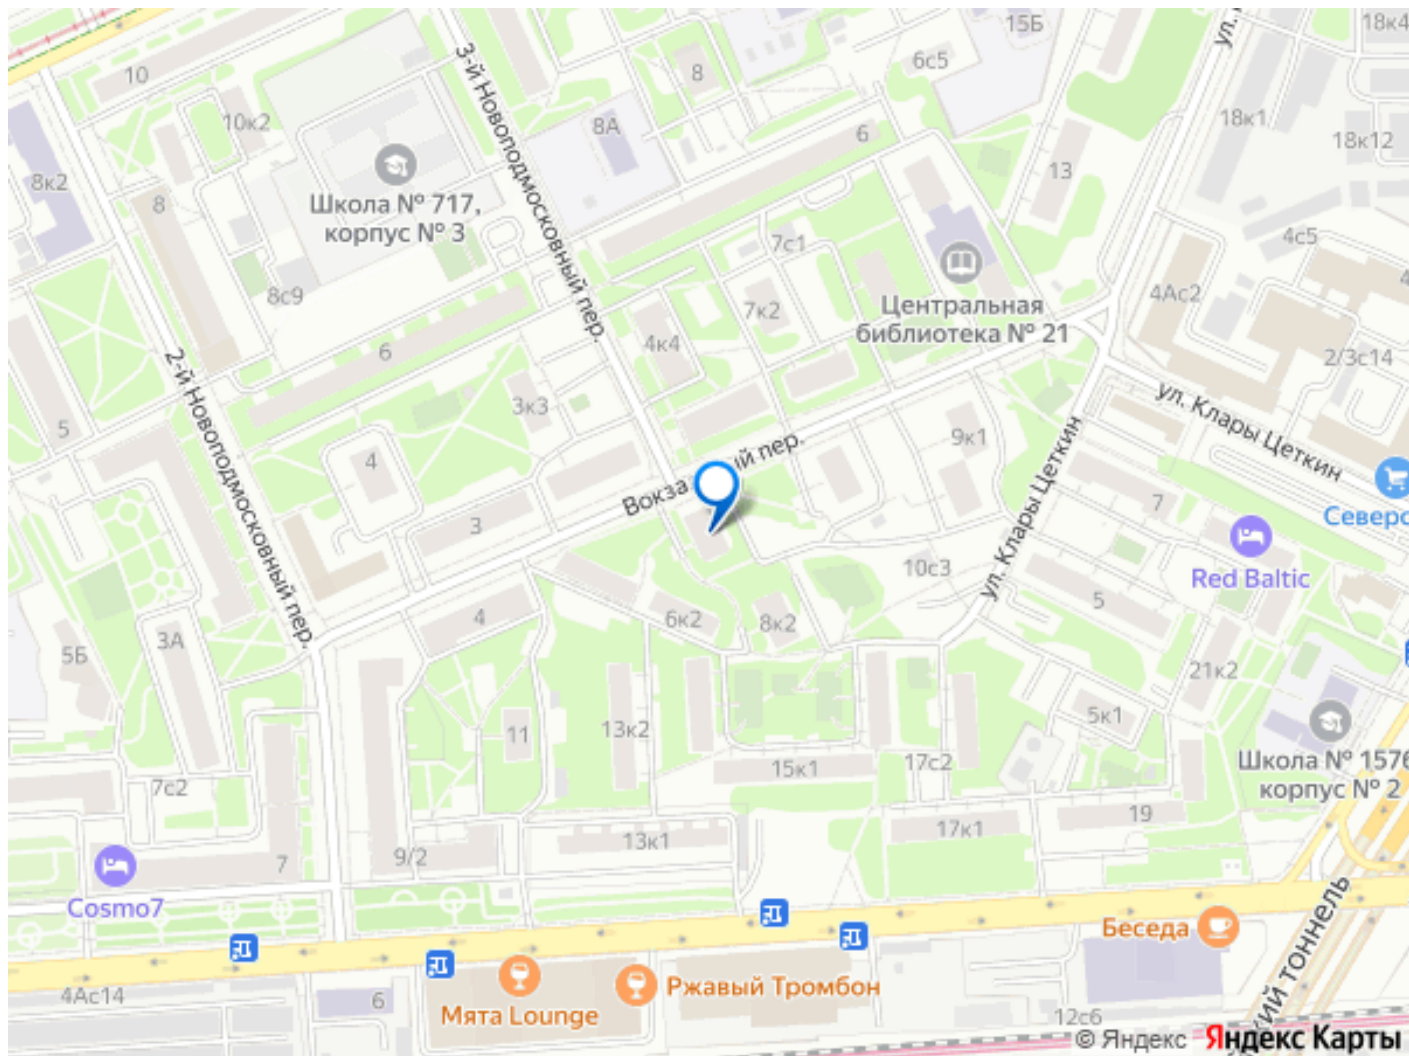 15Б
18к4
ул.
10
8
6с5
3-й Новоподмосковный пер.
10к2
8А
6
18к1
18к12
13
8к2
8
Школа № 717,
корпус № 3
7с1
4с5
8с9
4Ас2
4
Центральная
библиотека № 21
7к2
4к4
6
2/3с14
2-й Новоподмосковный пер.
3к3
ул. Клары Цеткин
5
9к1
4
Вокза
ый пер.
ул. Клары Цеткин
7
Северо
3
10с3
Red Baltic
5
4
6к2
8к2
3А
5Б
21к2
5к1
11
13к2
Школа № 1576
корпус № 2
15к1
17с2
7с2
19
17к1
13к1
9/2
7
Cosmo7
Беседа
Ржавый Тромбон
4Ас14
6
Мята Lounge
12с6
кий тоннель
© Яндекс Яндекс Карты